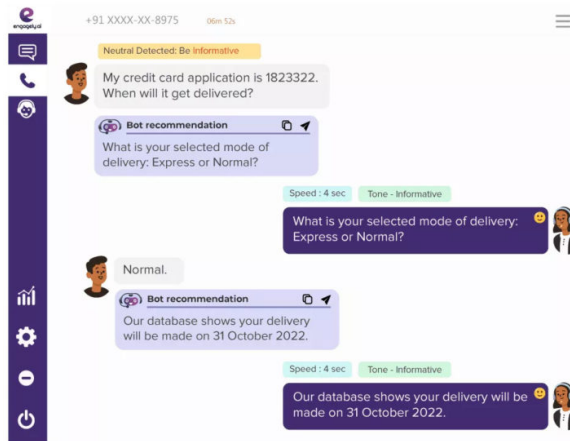 engagely.ai
+91 XXXX-XX-8975 06m 52s
Neutral Detected: Be Informative
My credit card application is 1823322.
When will it get delivered?
Bot recommendation
What is your selected mode of
delivery: Express or Normal?
Speed : 4 sec Tone - Informative
What is your selected mode of delivery:
Express or Normal?
Normal.
Bot recommendation
Our database shows your delivery
will be made on 31 October 2022.
Speed : 4 sec Tone - Informative
Our database shows your delivery will be
made on 31 October 2022.